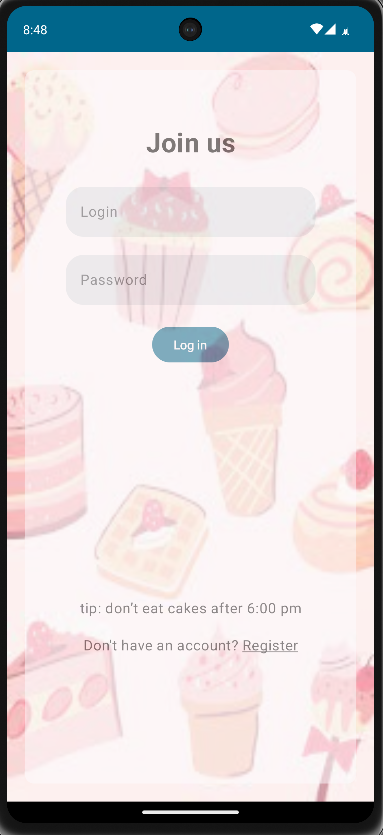 8:48
Join us
Login
Password
Log in
tip: don't eat cakes after 6:00 pm
Don't have an account? Register